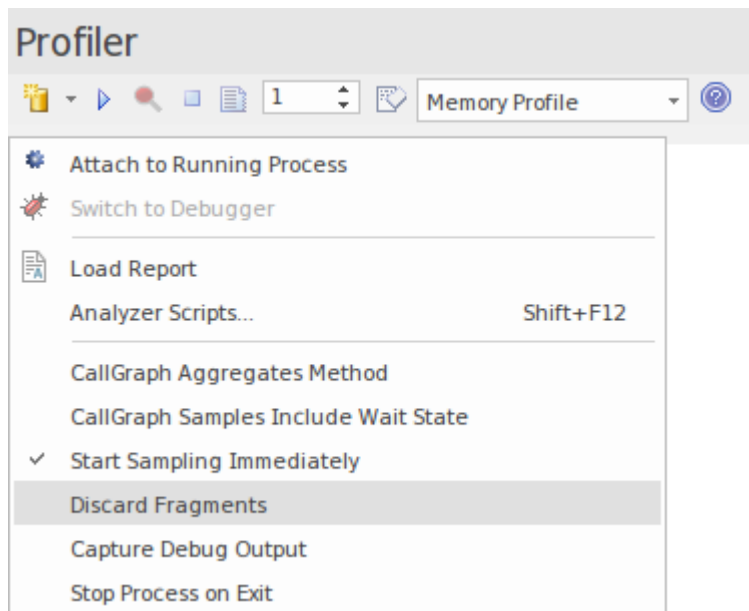 Profiler
1 Memory Profile ?
Attach to Running Process
Switch to Debugger
Load Report
Analyzer Scripts... Shift+F12
CallGraph Aggregates Method
CallGraph Samples Include Wait State
Start Sampling Immediately
Discard Fragments
Capture Debug Output
Stop Process on Exit